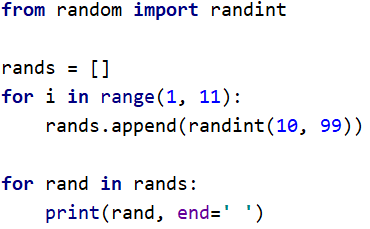 from random import randint
rands = []
for i in range(1, 11):
    rands.append(randint(10, 99))
for rand in rands:
    print(rand, end=' ')